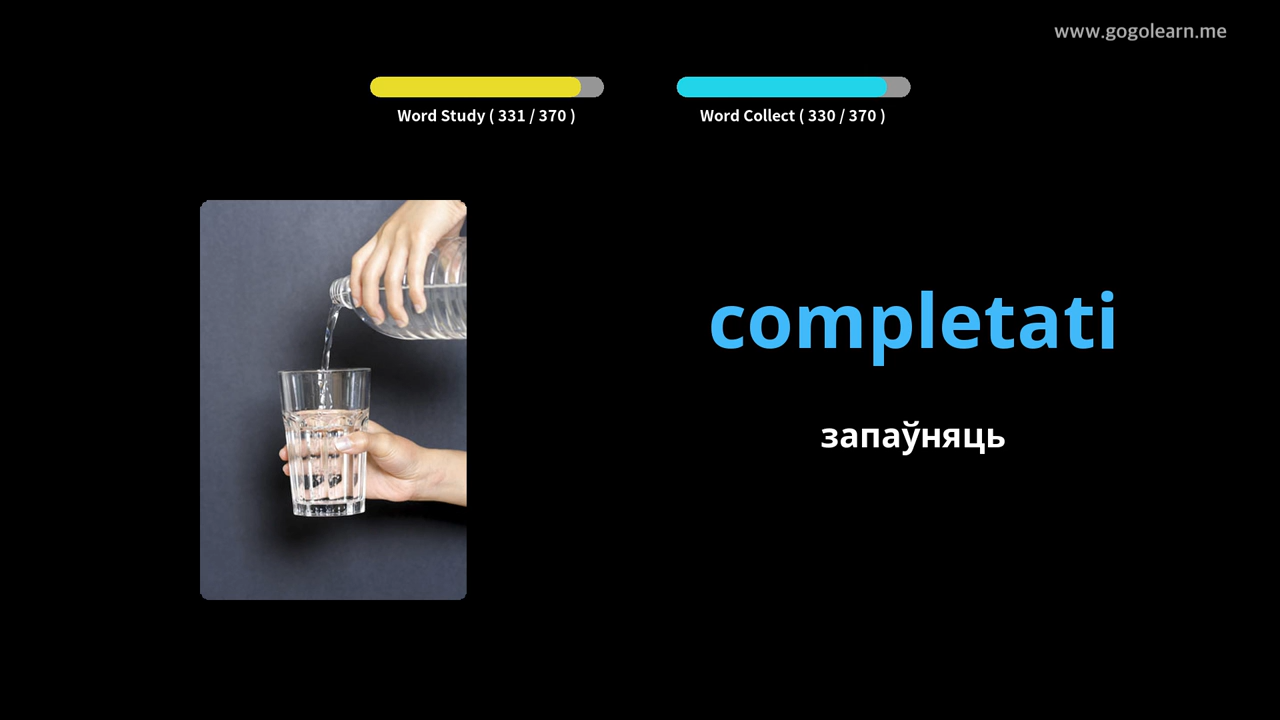 www.gogolearn.me
Word Study ( 331 / 370 )
Word Collect ( 330 / 370 )
completati
запаўняць